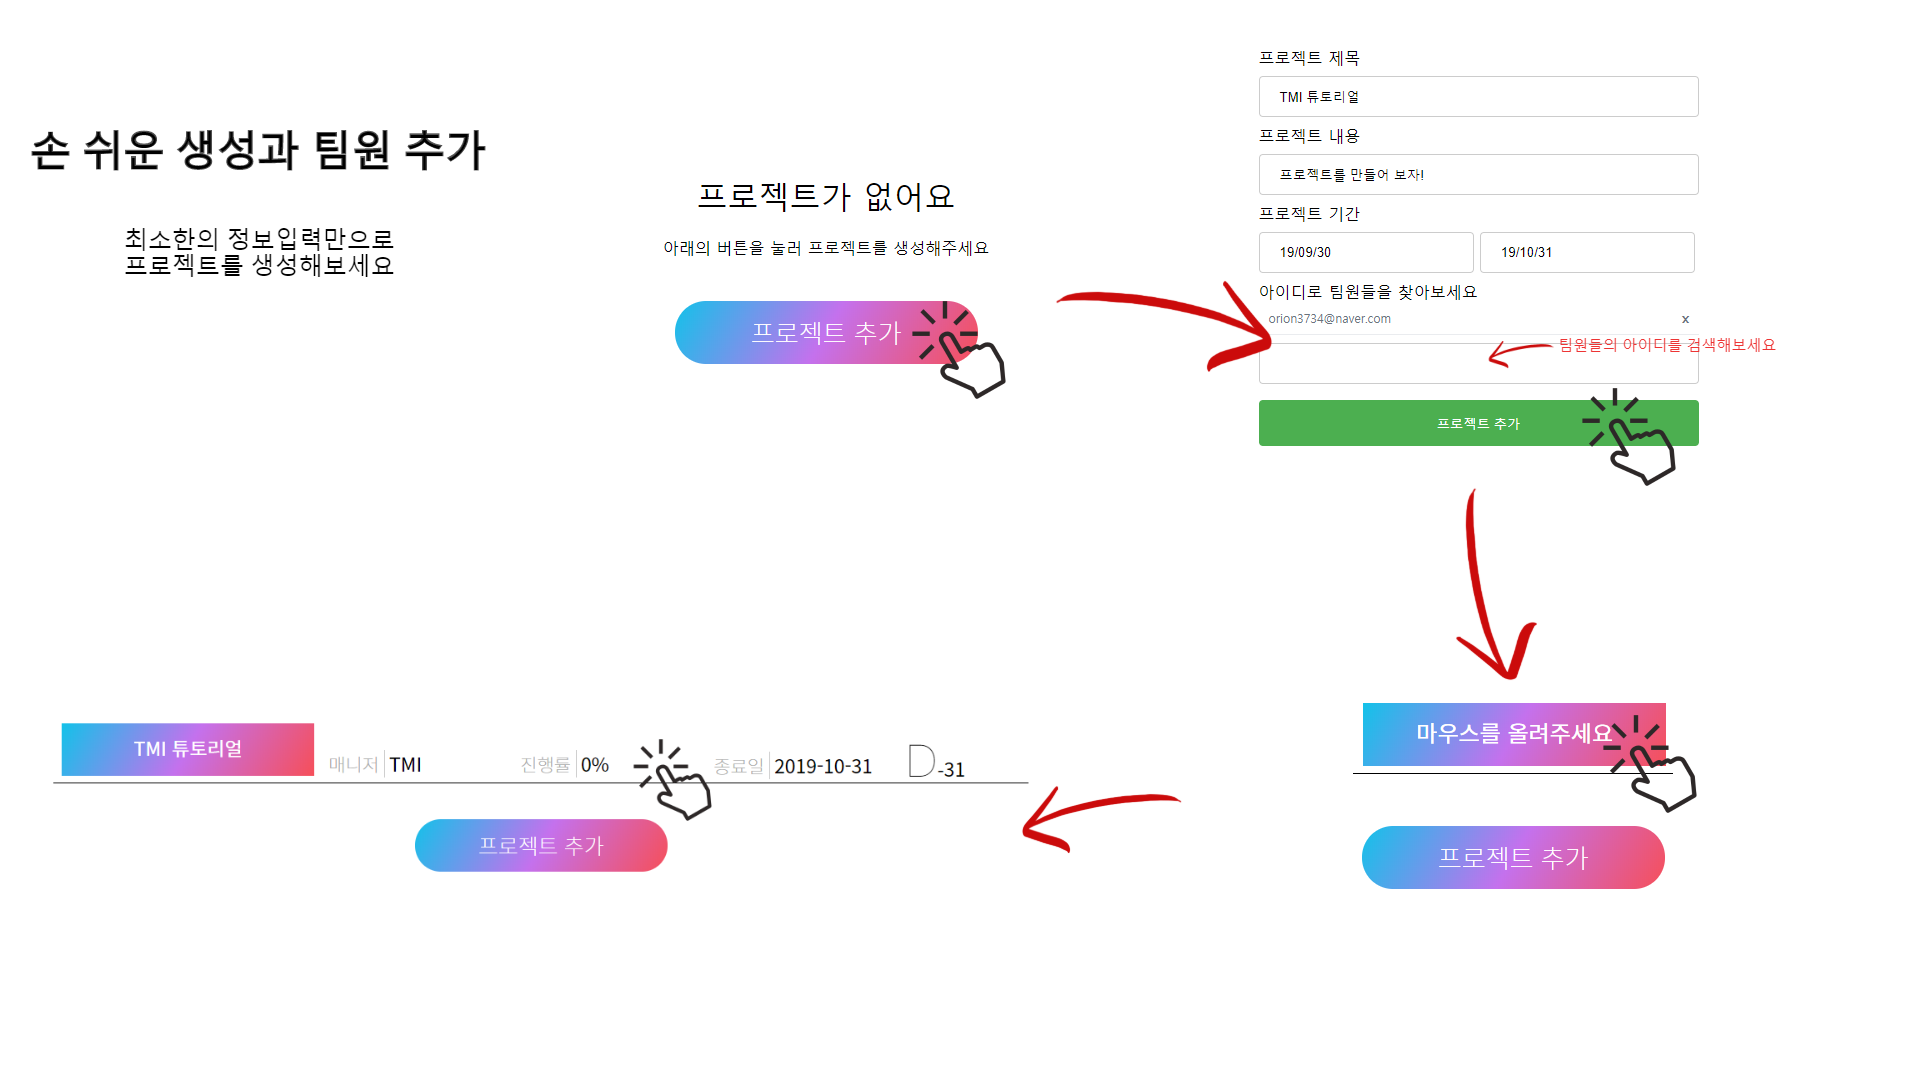 손 쉬운 생성과 팀원 추가
최소한의 정보입력만으로
프로젝트를 생성해보세요
프로젝트가 없어요
아래의 버튼을 눌러 프로젝트를 생성해주세요
프로젝트 추가
프로젝트 제목
TMI 튜토리얼
프로젝트 내용
프로젝트를 만들어 보자!
프로젝트 기간
19/09/30 19/10/31
아이디로 팀원들을 찾아보세요
orion3734@naver.com x
팀원들의 아이디를 검색해보세요
프로젝트 추가
마우스를 올려주세요
프로젝트 추가
TMI 튜토리얼 매니저 TMI 진행률 0% 종료일 2019-10-31 D-31
프로젝트 추가